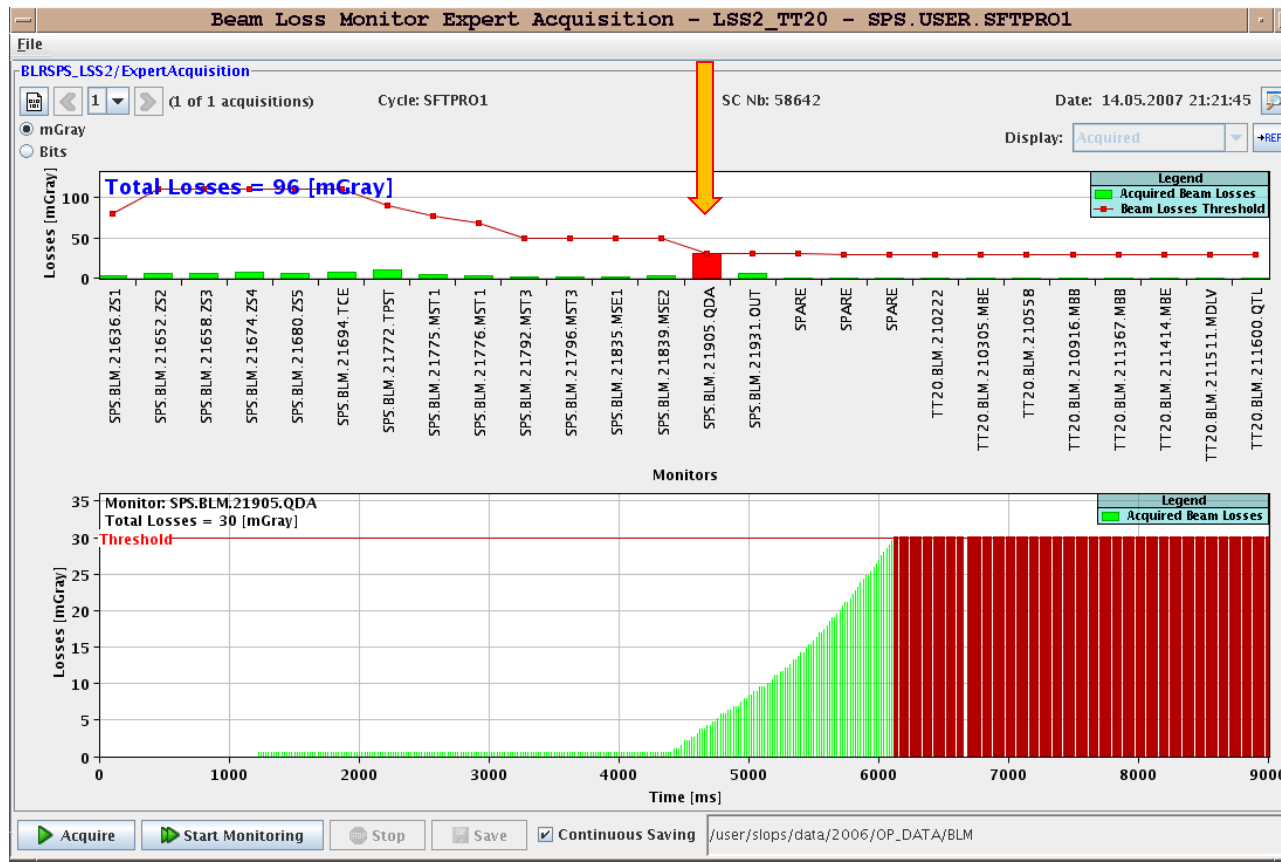 Beam Loss Monitor Expert Acquisition - LSS2_TT20 - SPS.USER.SFTPRO1
File
BLRSPS_LSS2/ExpertAcquisition
1 (1 of 1 acquisitions) Cycle: SFTPRO1 SC Nb: 58642 Date: 14.05.2007 21:21:45
mGray
Bits
Display: Acquired REF
Total Losses = 96 [mGray]
Legend
Acquired Beam Losses
Beam Losses Threshold
Losses [mGray]
100
50
0
SPS.BLM.21636.ZS1
SPS.BLM.21652.ZS2
SPS.BLM.21658.ZS3
SPS.BLM.21674.ZS4
SPS.BLM.21680.ZS5
SPS.BLM.21694.TCE
SPS.BLM.21772.TPST
SPS.BLM.21775.MST1
SPS.BLM.21776.MST1
SPS.BLM.21792.MST3
SPS.BLM.21796.MST3
SPS.BLM.21835.MSE1
SPS.BLM.21839.MSE2
SPS.BLM.21905.QDA
SPS.BLM.21931.OUT
SPARE
SPARE
SPARE
TT20.BLM.210222
TT20.BLM.210305.MBE
TT20.BLM.210558
TT20.BLM.210916.MBB
TT20.BLM.211367.MBB
TT20.BLM.211414.MBE
TT20.BLM.211511.MDLV
TT20.BLM.211600.QTL
Monitors
Monitor: SPS.BLM.21905.QDA
Total Losses = 30 [mGray]
Threshold
Legend
Acquired Beam Losses
Losses [mGray]
35
30
25
20
15
10
5
0
0 1000 2000 3000 4000 5000 6000 7000 8000 9000
Time [ms]
Acquire Start Monitoring Stop Save Continuous Saving /user/slops/data/2006/OP_DATA/BLM